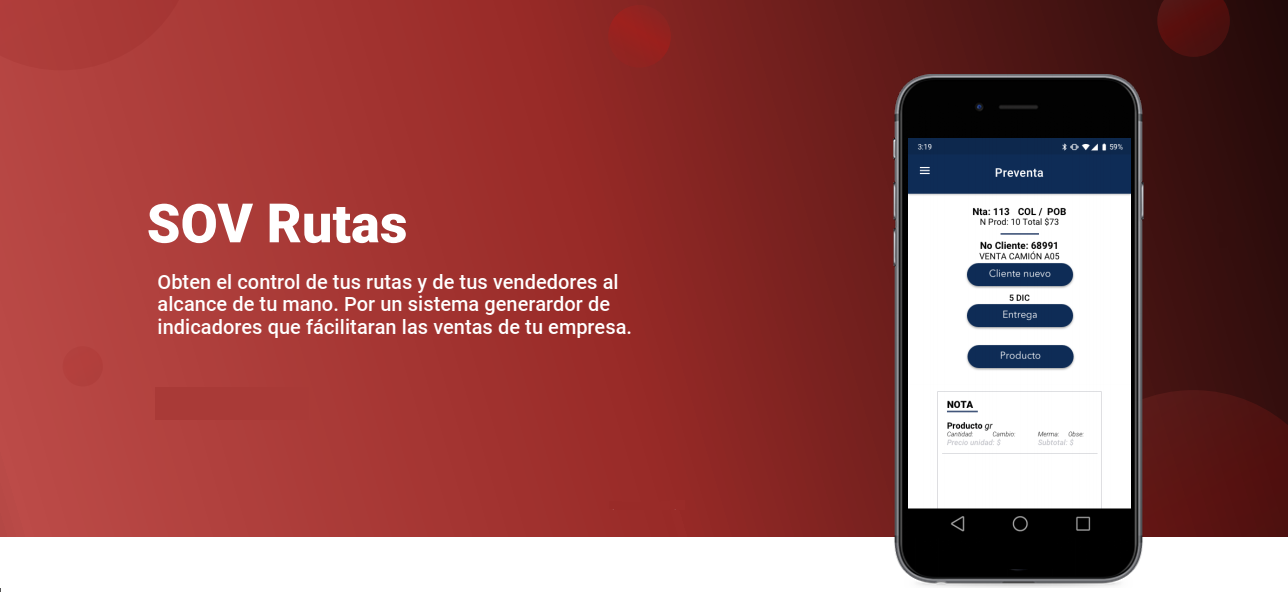 SOV Rutas
Obten el control de tus rutas y de tus vendedores al
alcance de tu mano. Por un sistema generardor de
indicadores que fácilitaran las ventas de tu empresa.
3:19 59%
Preventa
Nta: 113 COL / POB
N Prod: 10 Total $73
No Cliente: 68991
VENTA CAMIÓN A05
Cliente nuevo
5 DIC
Entrega
Producto
NOTA
Producto gr
Cantidad: Cambio: Merma: Obse:
Precio unidad: $ Subtotal: $